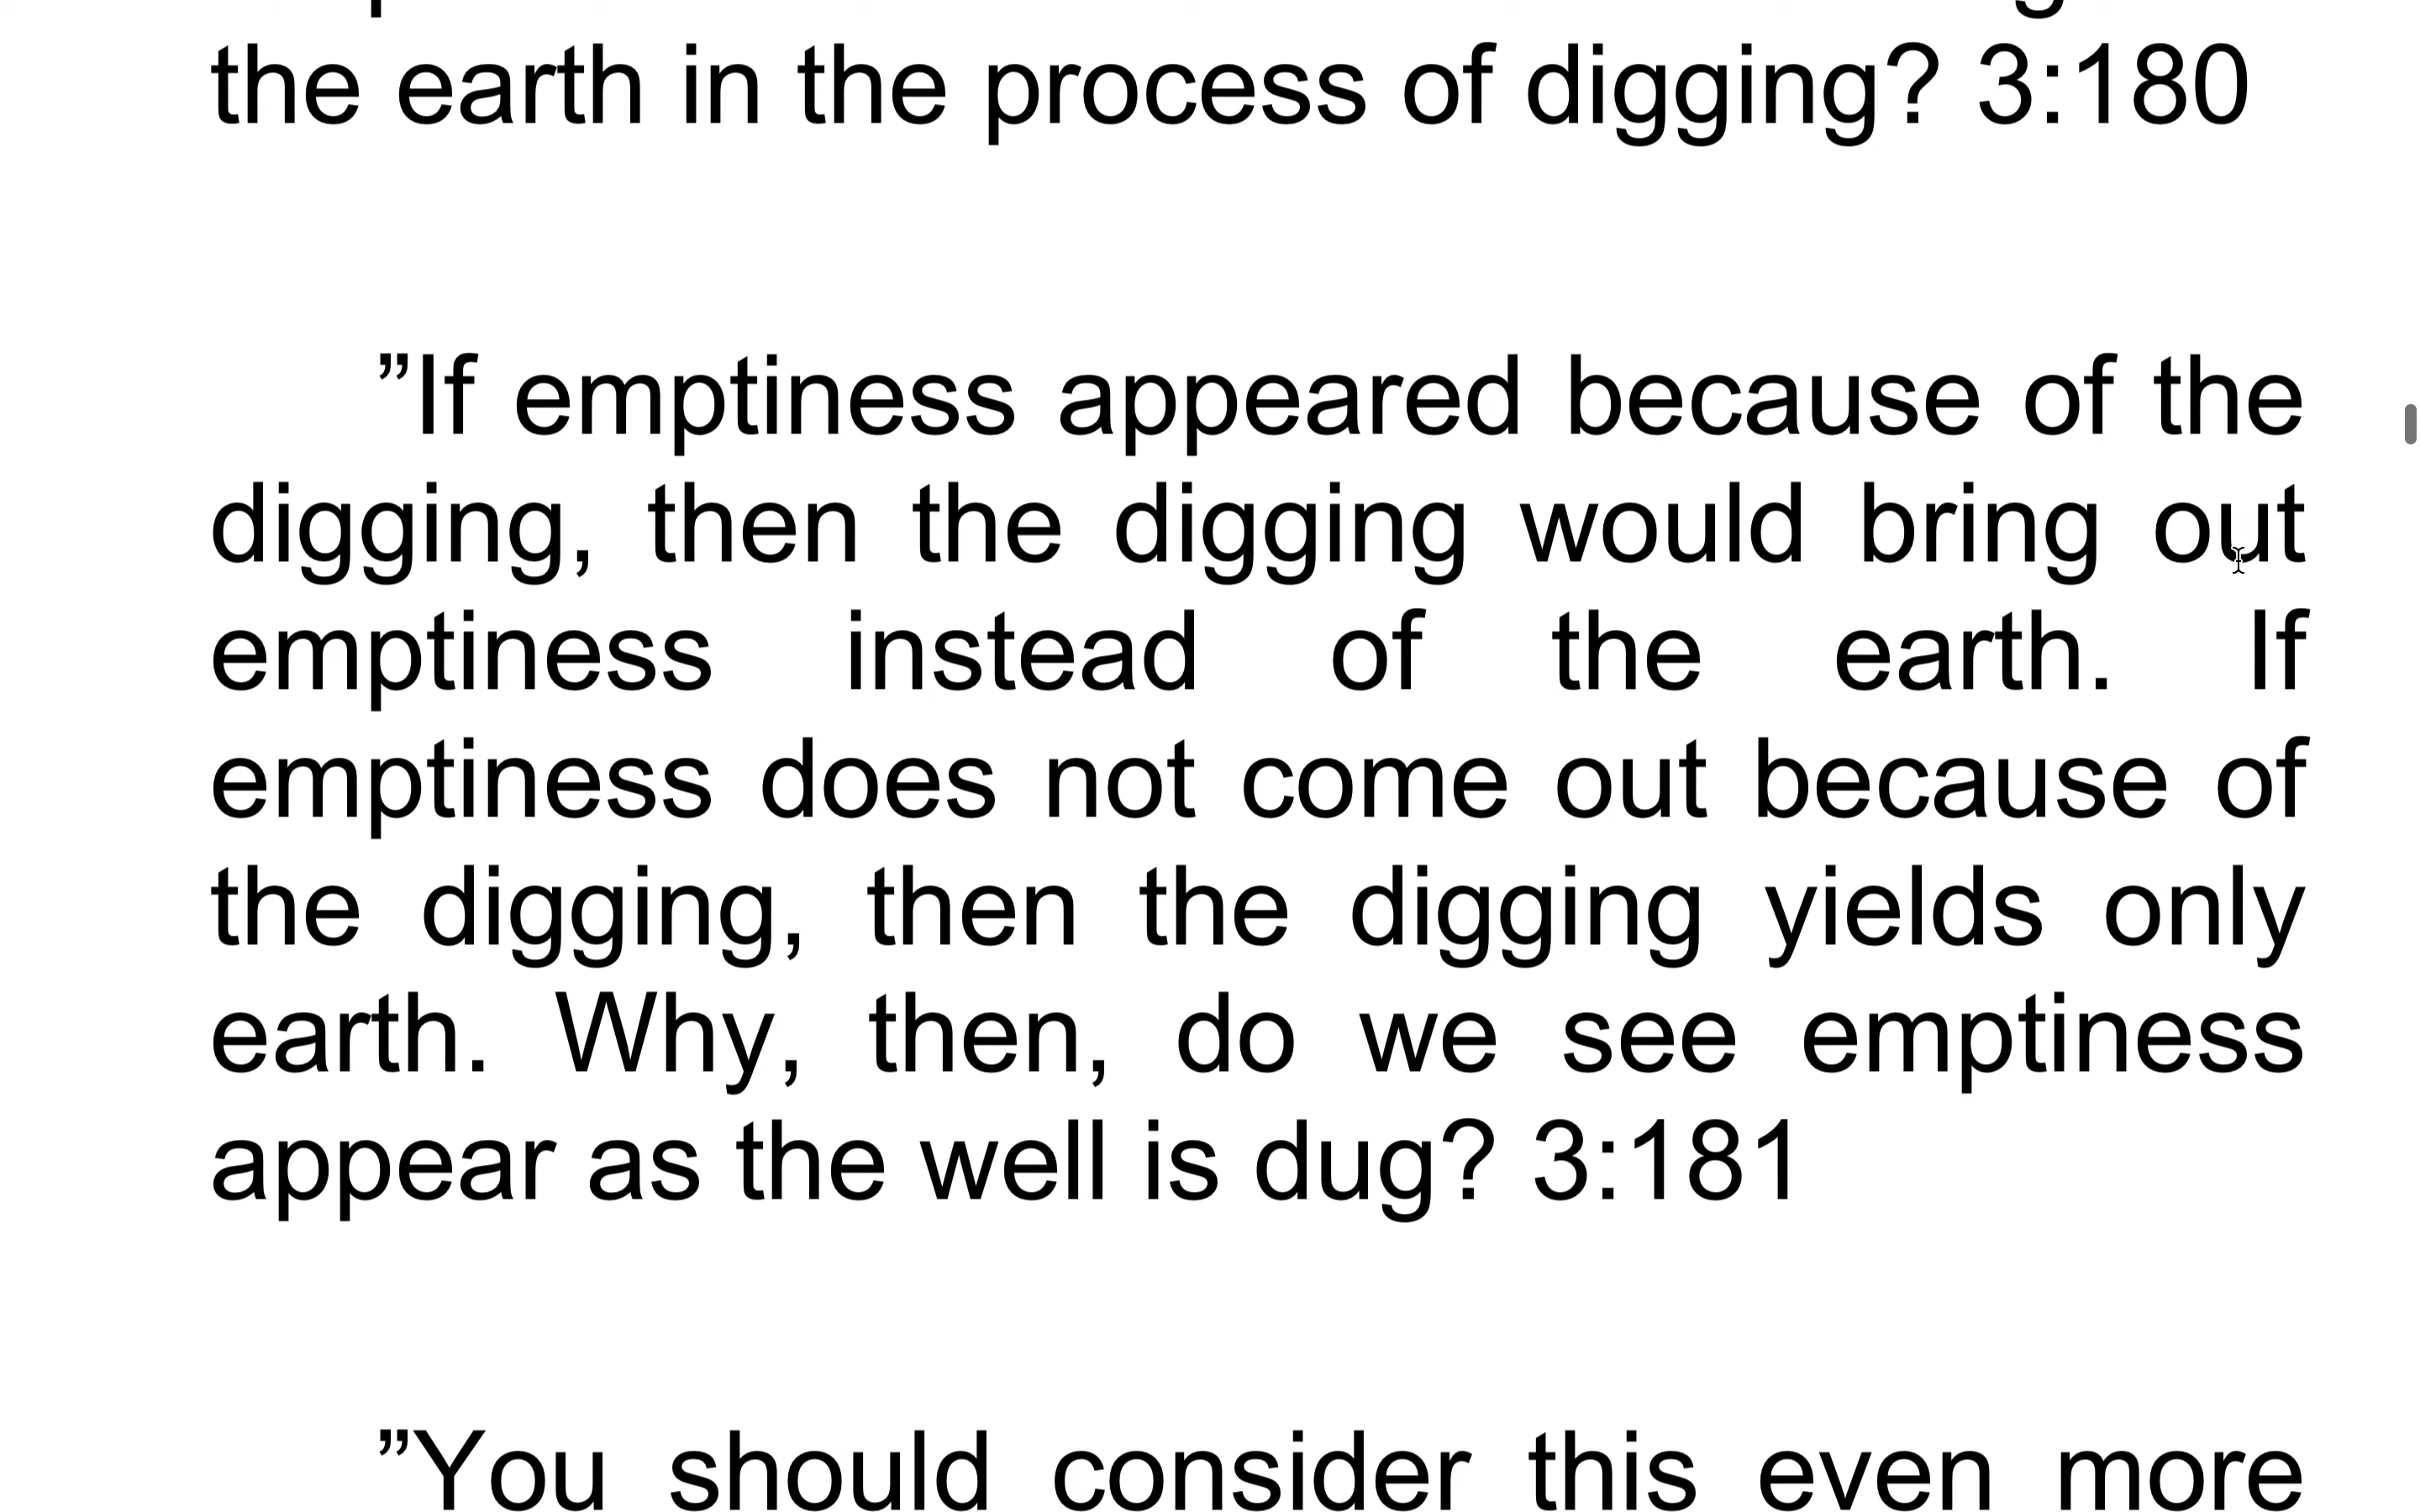 the earth in the process of digging? 3:180
”If emptiness appeared because of the
digging, then the digging would bring out
emptiness instead of the earth. If
emptiness does not come out because of
the digging, then the digging yields only
earth. Why, then, do we see emptiness
appear as the well is dug? 3:181
”You should consider this even more